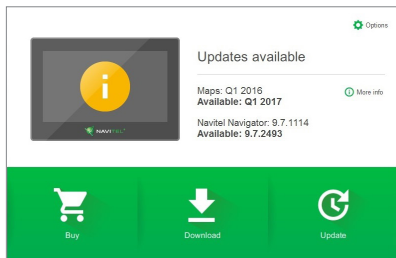 Options
Updates available
Maps: Q1 2016
Available: Q1 2017
More info
Navitel Navigator: 9.7.1114
Available: 9.7.2493
NAVITEL
Buy
Download
Update